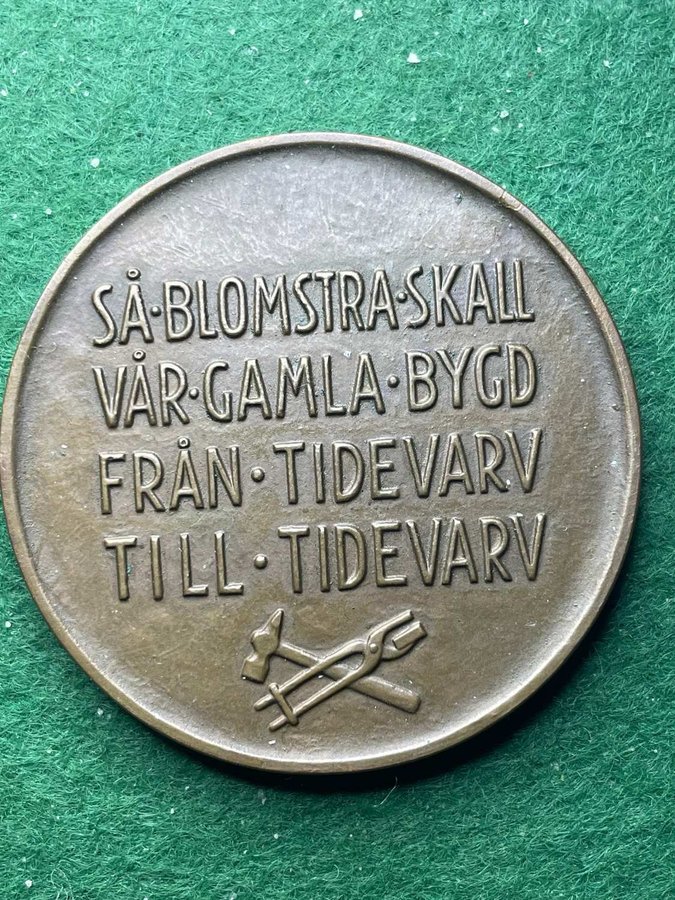 SÅ·BLOMSTRA·SKALL
VÅR·GAMLA·BYGD
FRÅN·TIDEVARV
TILL·TIDEVARV